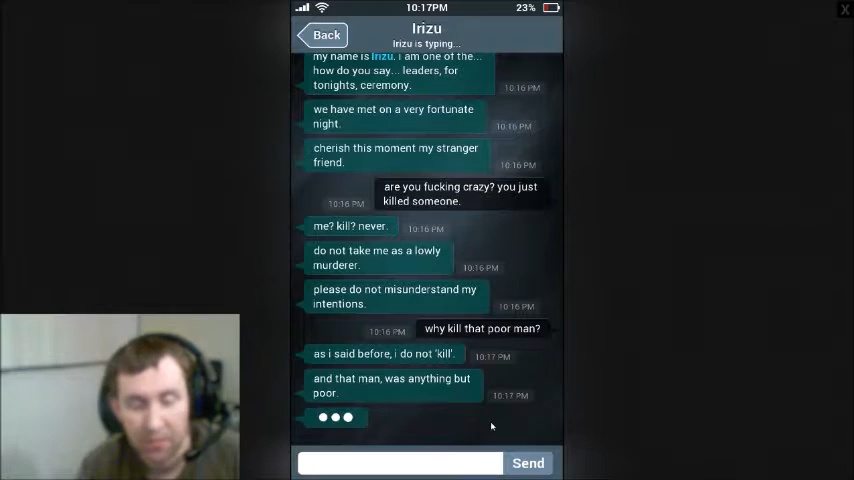 10:17PM
23%
X
Back
Irizu
Irizu is typing...
my name is Irizu. i am one of the...
how do you say... leaders, for
tonights, ceremony.
10:16 PM
we have met on a very fortunate
night.
10:16 PM
cherish this moment my stranger
friend.
10:16 PM
are you fucking crazy? you just
killed someone.
10:16 PM
me? kill? never.
10:16 PM
do not take me as a lowly
murderer.
10:16 PM
please do not misunderstand my
intentions.
10:16 PM
why kill that poor man?
10:16 PM
as i said before, i do not 'kill'.
10:17 PM
and that man, was anything but
poor.
10:17 PM
Send